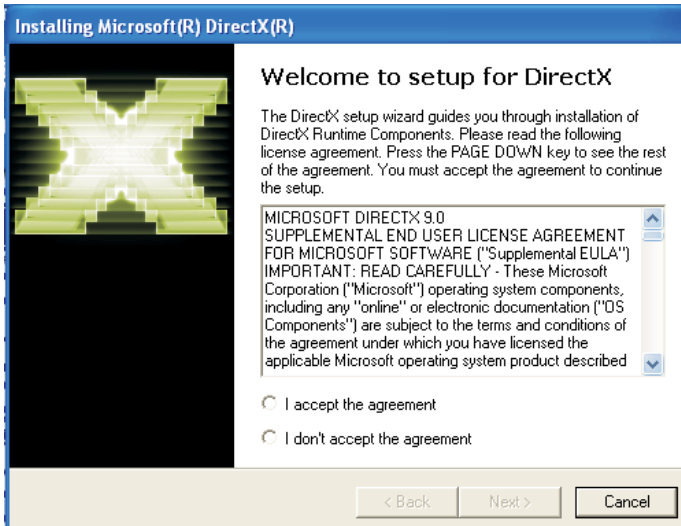 Installing Microsoft(R) DirectX(R)
Welcome to setup for DirectX
The DirectX setup wizard guides you through installation of
DirectX Runtime Components. Please read the following
license agreement. Press the PAGE DOWN key to see the rest
of the agreement. You must accept the agreement to continue
the setup.
MICROSOFT DIRECTX 9.0
SUPPLEMENTAL END USER LICENSE AGREEMENT
FOR MICROSOFT SOFTWARE ("Supplemental EULA")
IMPORTANT: READ CAREFULLY - These Microsoft
Corporation ("Microsoft") operating system components,
including any "online" or electronic documentation ("OS
Components") are subject to the terms and conditions of
the agreement under which you have licensed the
applicable Microsoft operating system product described
I accept the agreement
I don't accept the agreement
< Back Next > Cancel